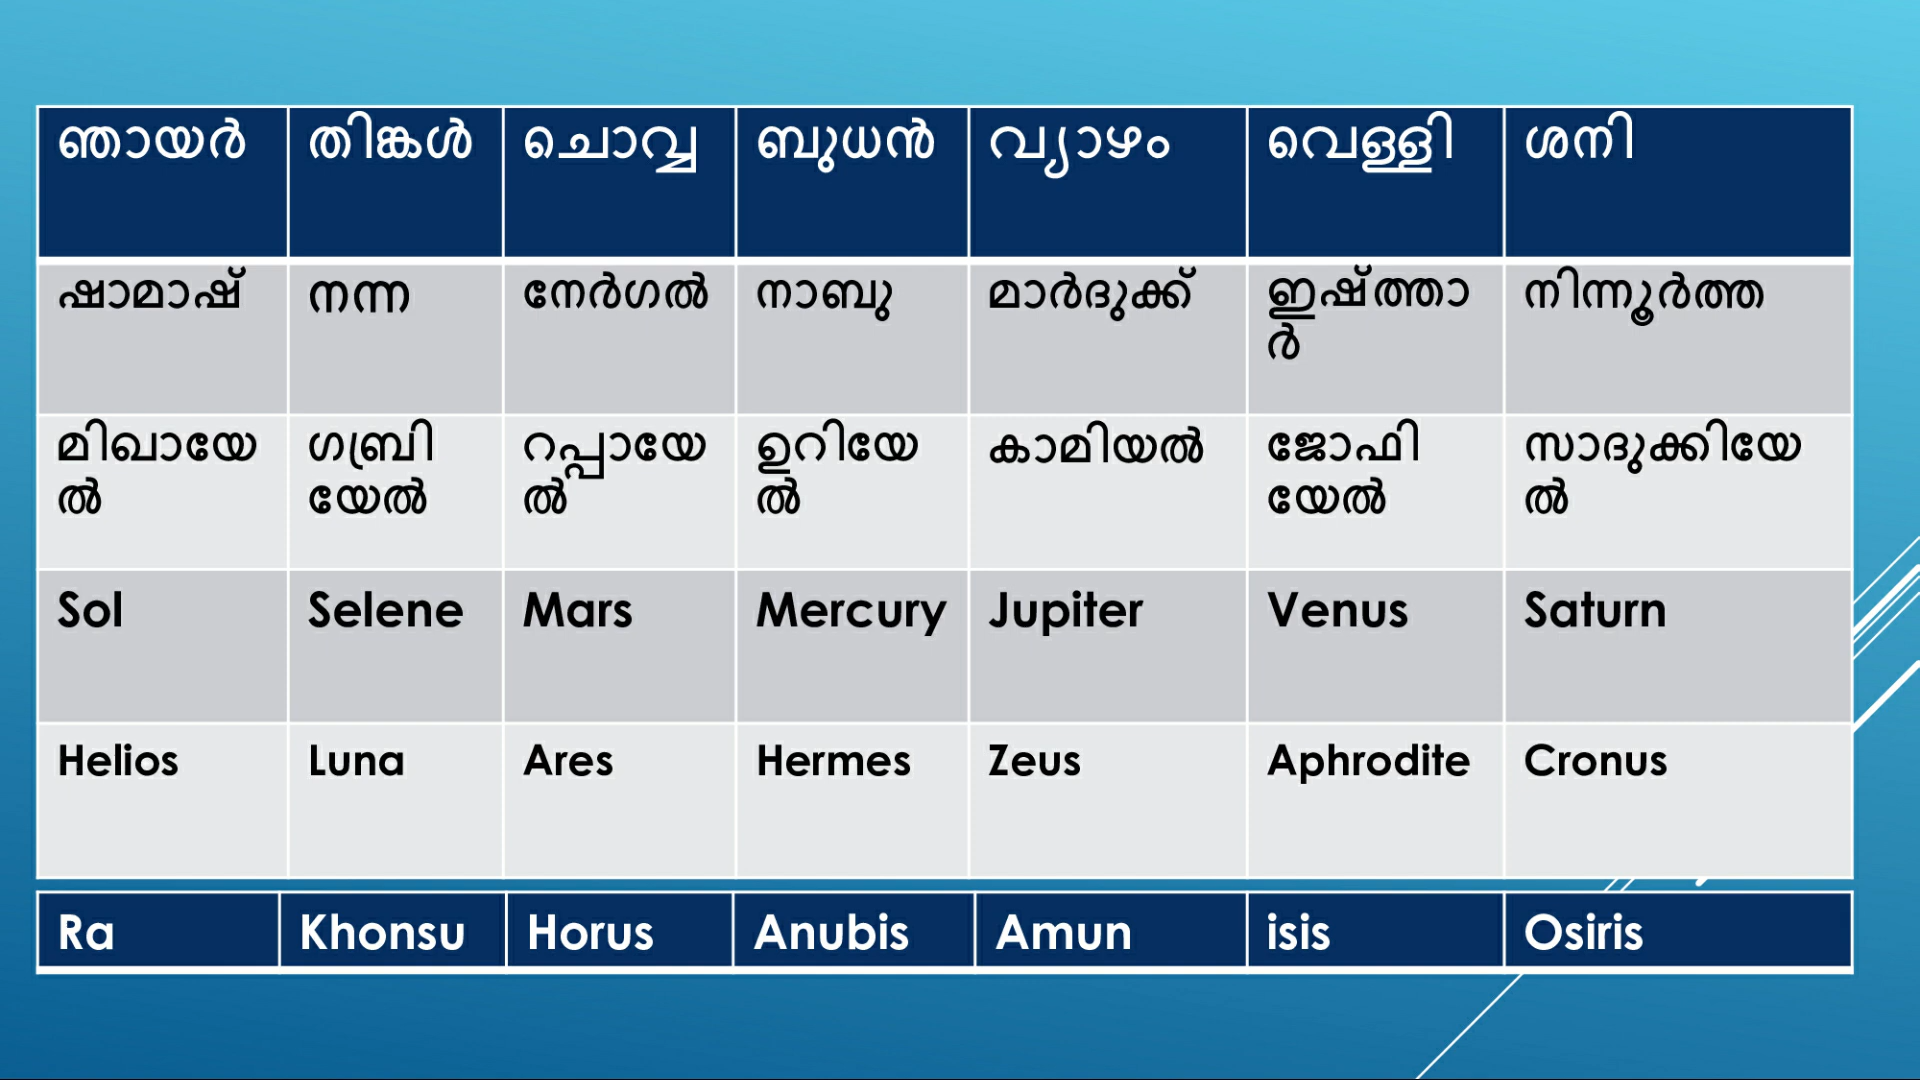 ഞായർ തിങ്കൾ ചൊവ്വ ബുധൻ വ്യാഴം വെള്ളി ശനി
ഷാമാഷ് നന്ന നേർഗൽ നാബു മാർദുക്ക് ഇഷ്ത്താ നിന്നൂർത്ത
ർ
മിഖായേ ഗബ്രി റപ്പായേ ഉറിയേ കാമിയൽ ജോഫി സാദുക്കിയേ
ൽ യേൽ ൽ ൽ യേൽ ൽ
Sol Selene Mars Mercury Jupiter Venus Saturn
Helios Luna Ares Hermes Zeus Aphrodite Cronus
Ra Khonsu Horus Anubis Amun isis Osiris